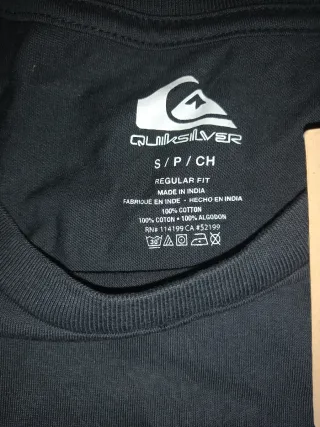 QUIKSILVER
S / P / CH
REGULAR FIT
MADE IN INDIA
FABRIQUÉ EN INDE - HECHO EN INDIA
100% COTTON
100% COTON • 100% ALGODON
RN# 114199 CA #52199